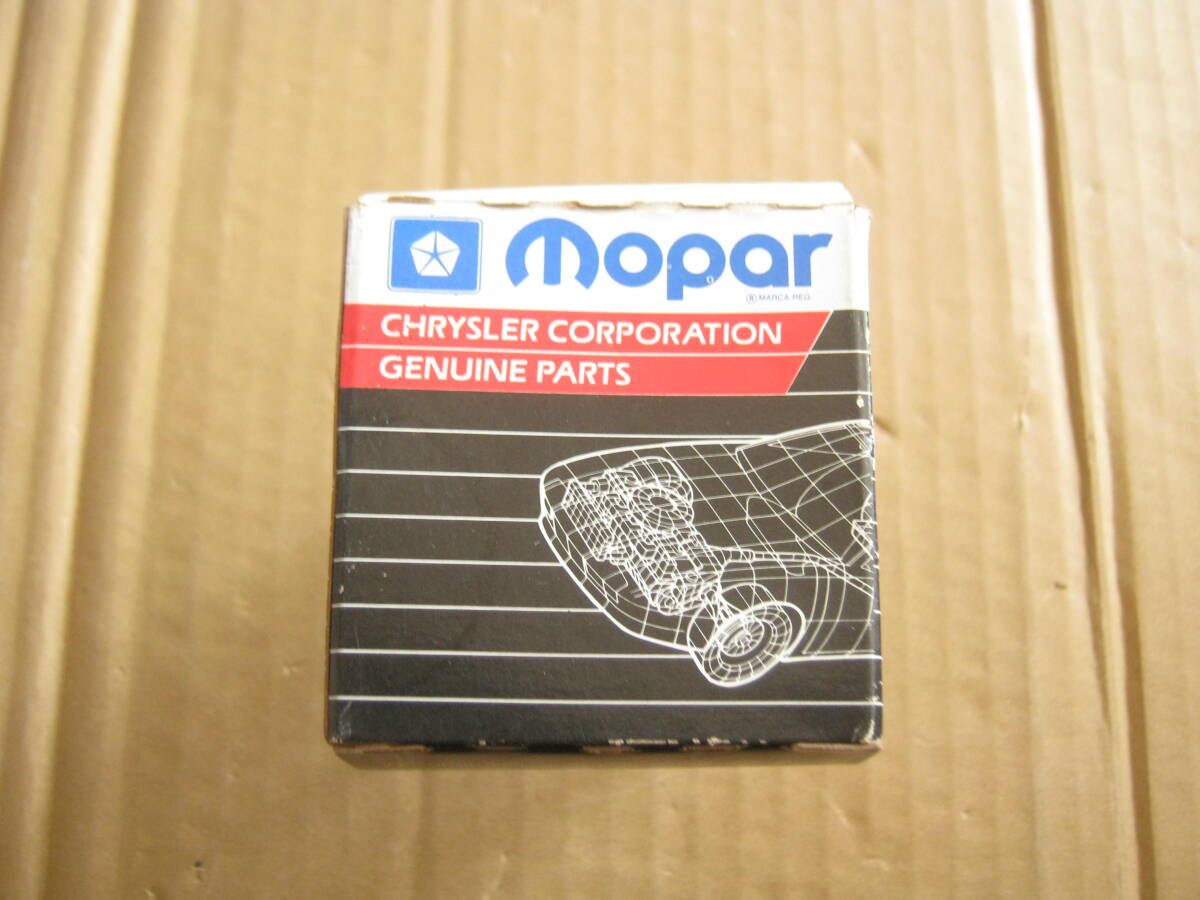 mopar
® MARCA REG
CHRYSLER CORPORATION
GENUINE PARTS